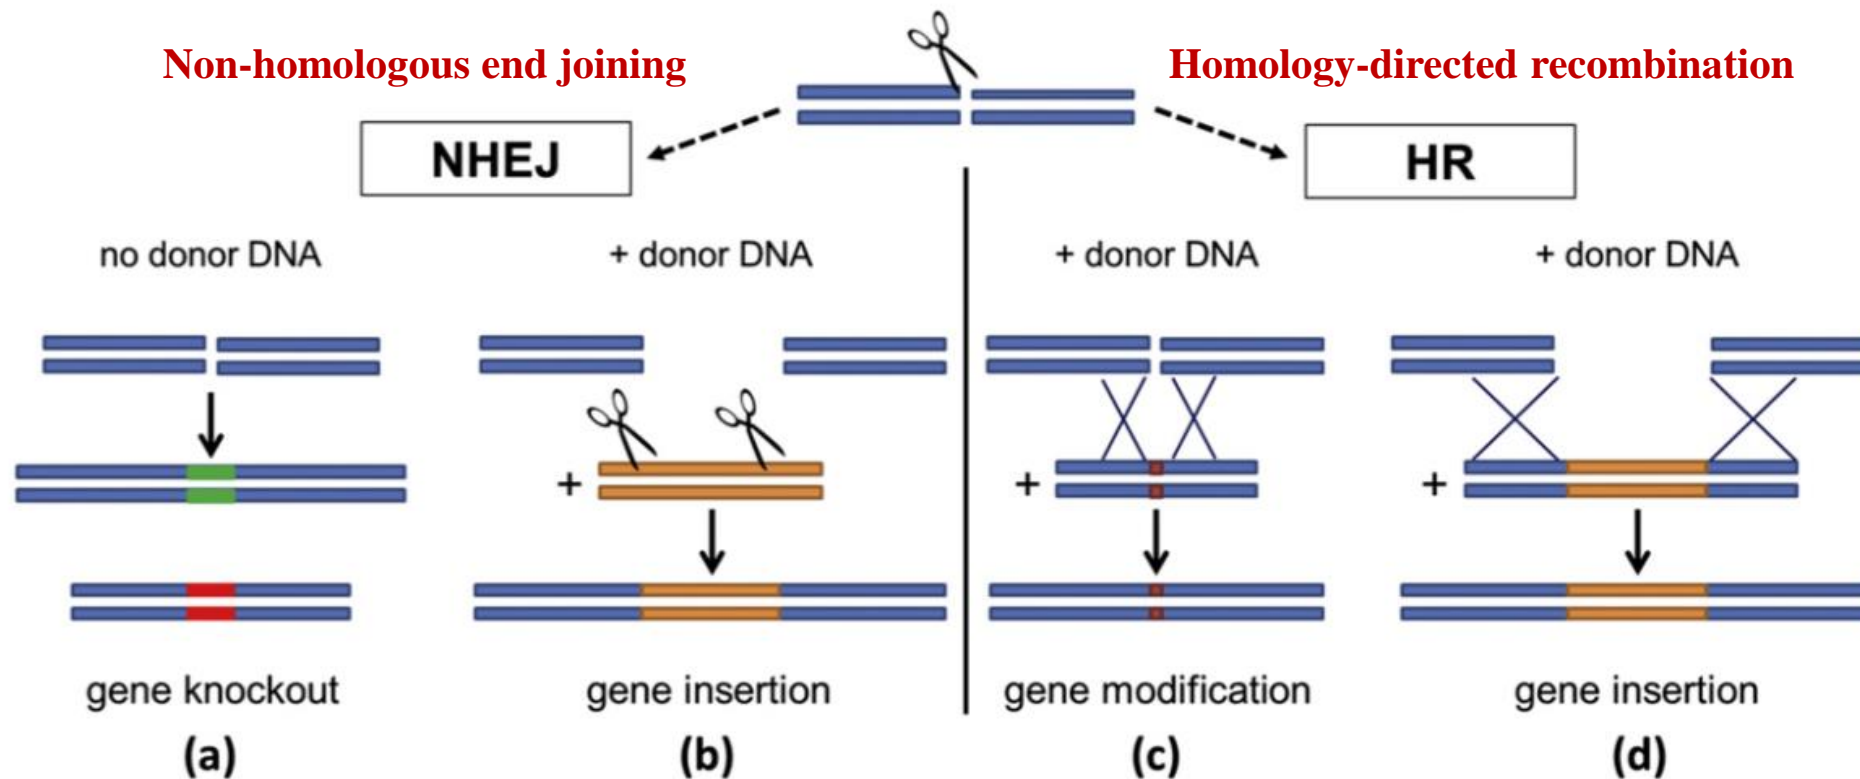 Non-homologous end joining
Homology-directed recombination
NHEJ
HR
no donor DNA
+ donor DNA
+ donor DNA
+ donor DNA
+
+
+
gene knockout
gene insertion
gene modification
gene insertion
(a)
(b)
(c)
(d)